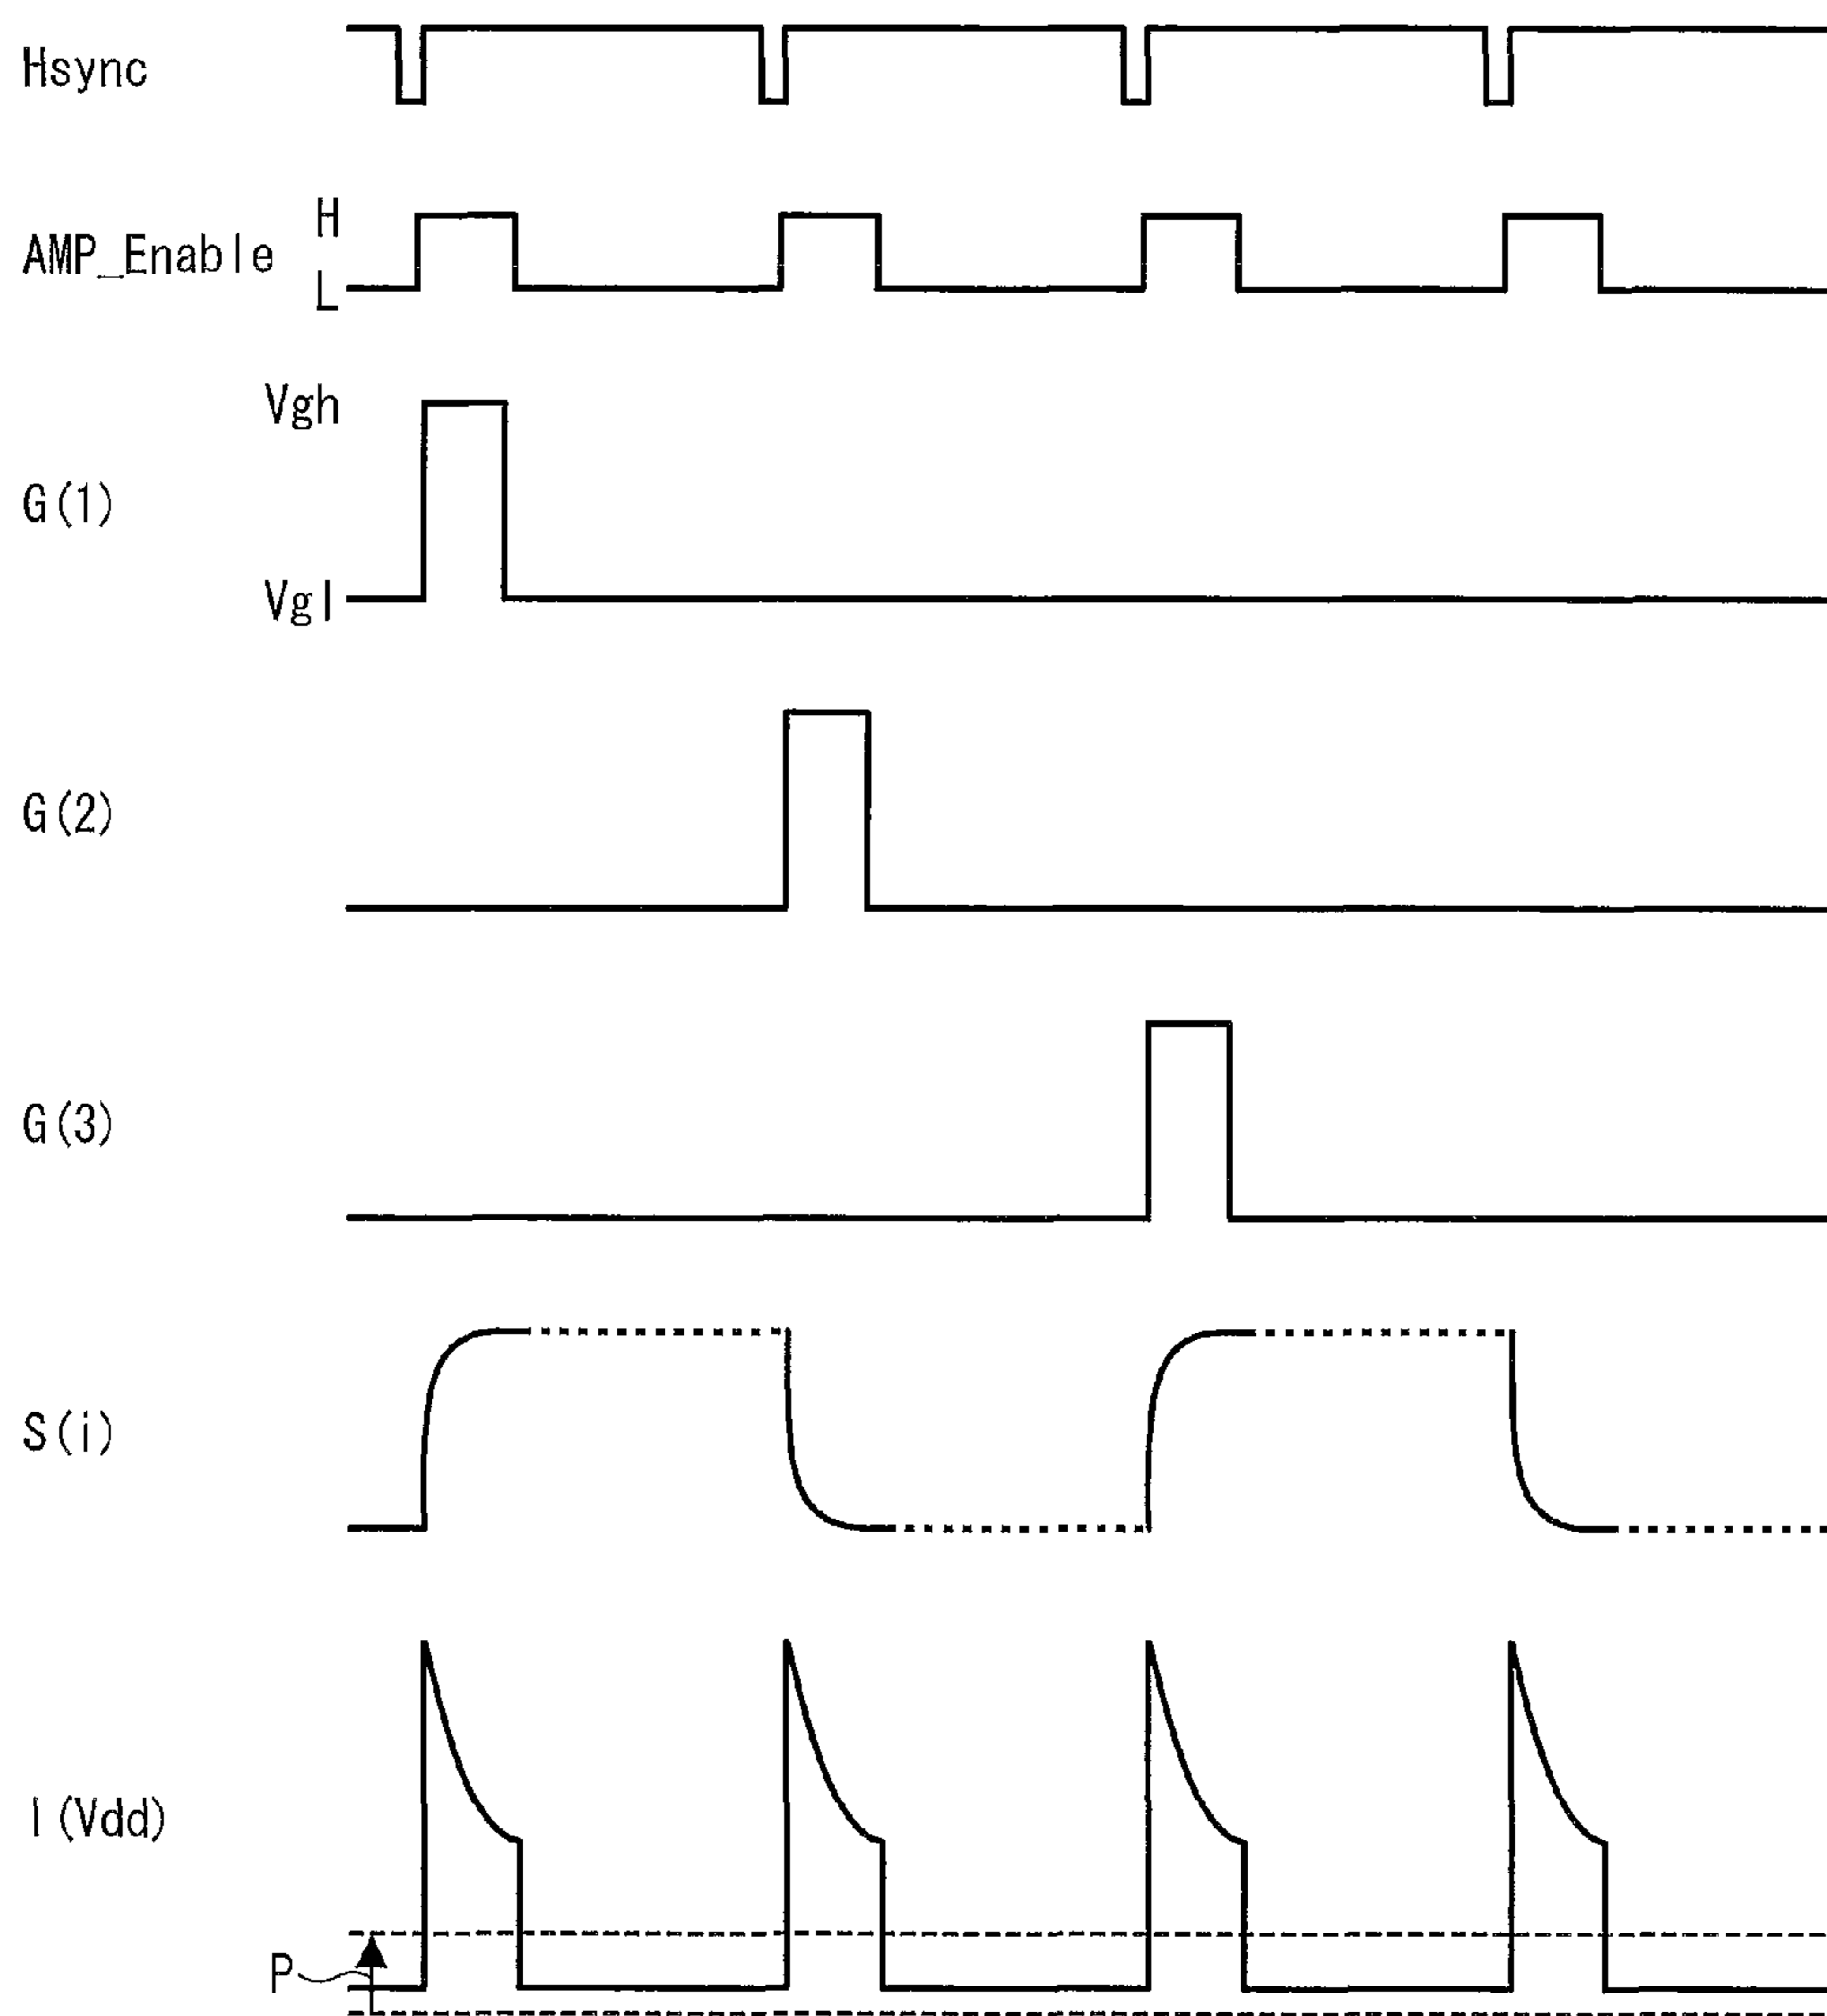 Hsync
AMP_Enable
H
L
Vgh
G(1)
Vgl
G(2)
G(3)
S(i)
I(Vdd)
P